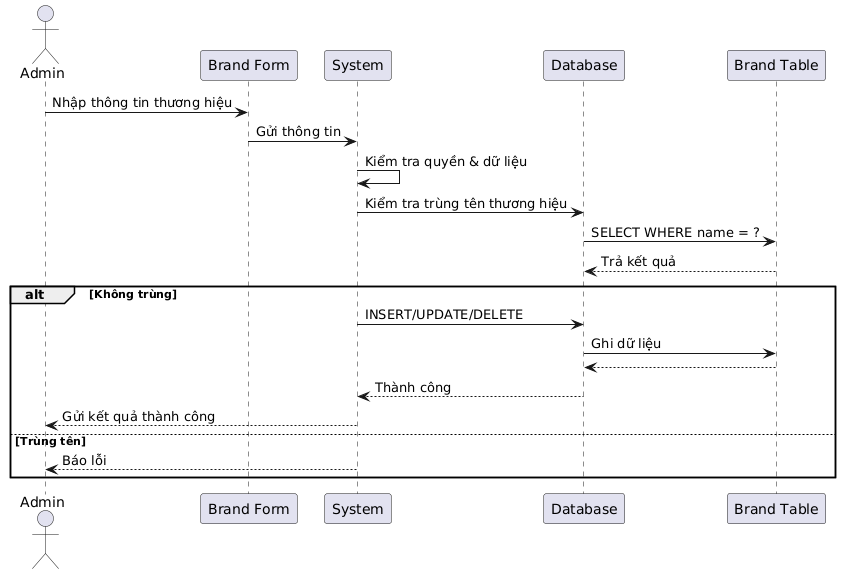 Admin
Brand Form
System
Database
Brand Table
Nhập thông tin thương hiệu
Gửi thông tin
Kiểm tra quyền & dữ liệu
Kiểm tra trùng tên thương hiệu
SELECT WHERE name = ?
Trả kết quả
alt
[Không trùng]
INSERT/UPDATE/DELETE
Ghi dữ liệu
Thành công
Gửi kết quả thành công
[Trùng tên]
Báo lỗi
Admin
Brand Form
System
Database
Brand Table